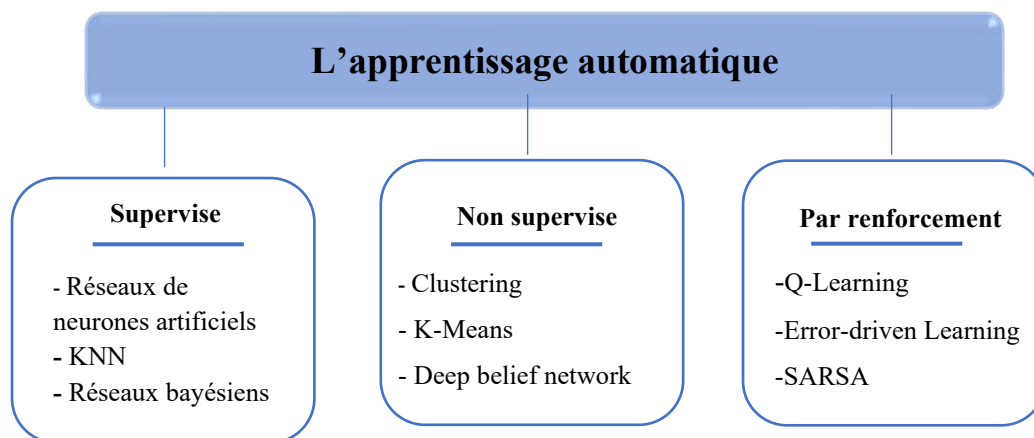 L’apprentissage automatique
Supervise
- Réseaux de
neurones artificiels
- KNN
- Réseaux bayésiens
Non supervise
- Clustering
- K-Means
- Deep belief network
Par renforcement
-Q-Learning
-Error-driven Learning
-SARSA